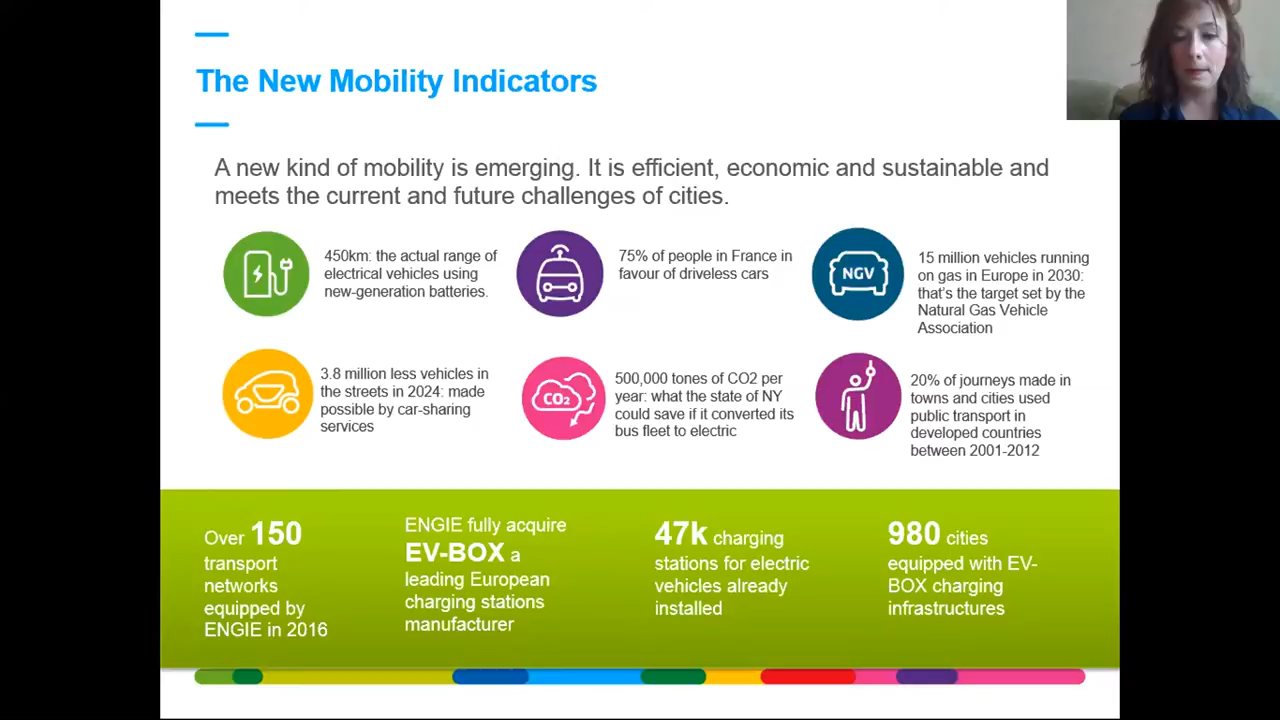 The New Mobility Indicators
A new kind of mobility is emerging. It is efficient, economic and sustainable and
meets the current and future challenges of cities.
450km: the actual range of
electrical vehicles using
new-generation batteries.
75% of people in France in
favour of driveless cars
NGV
15 million vehicles running
on gas in Europe in 2030:
that's the target set by the
Natural Gas Vehicle
Association
3.8 million less vehicles in
the streets in 2024: made
possible by car-sharing
services
CO2
500,000 tones of CO2 per
year: what the state of NY
could save if it converted its
bus fleet to electric
20% of journeys made in
towns and cities used
public transport in
developed countries
between 2001-2012
Over 150
transport
networks
equipped by
ENGIE in 2016
ENGIE fully acquire
EV-BOX a
leading European
charging stations
manufacturer
47k charging
stations for electric
vehicles already
installed
980 cities
equipped with EV-
BOX charging
infrastructures